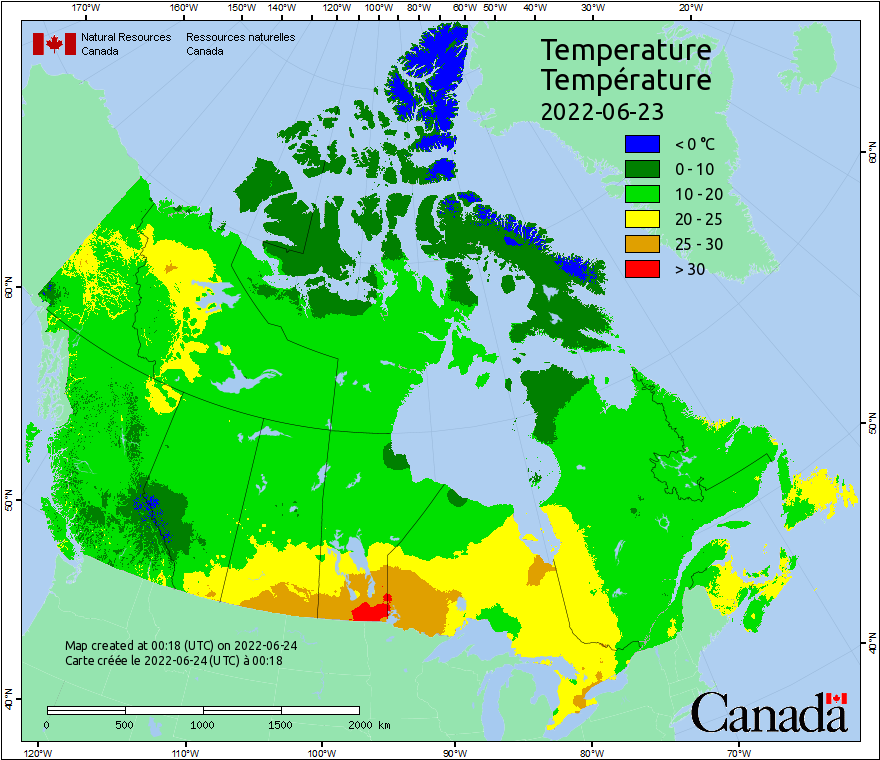 170°W 160°W 150°W 140°W 130°W 120°W 110°W 100°W 80°W 60°W 50°W 40°W 30°W 20°W
Natural Resources Ressources naturelles
Canada Canada
Temperature
Température
2022-06-23
< 0 °C
0 - 10
10 - 20
20 - 25
25 - 30
> 30
60°N
60°N
50°N
50°N
40°N
40°N
Map created at 00:18 (UTC) on 2022-06-24
Carte créée le 2022-06-24 (UTC) à 00:18
0 500 1000 1500 2000 km
Canada
120°W 110°W 100°W 90°W 80°W 70°W